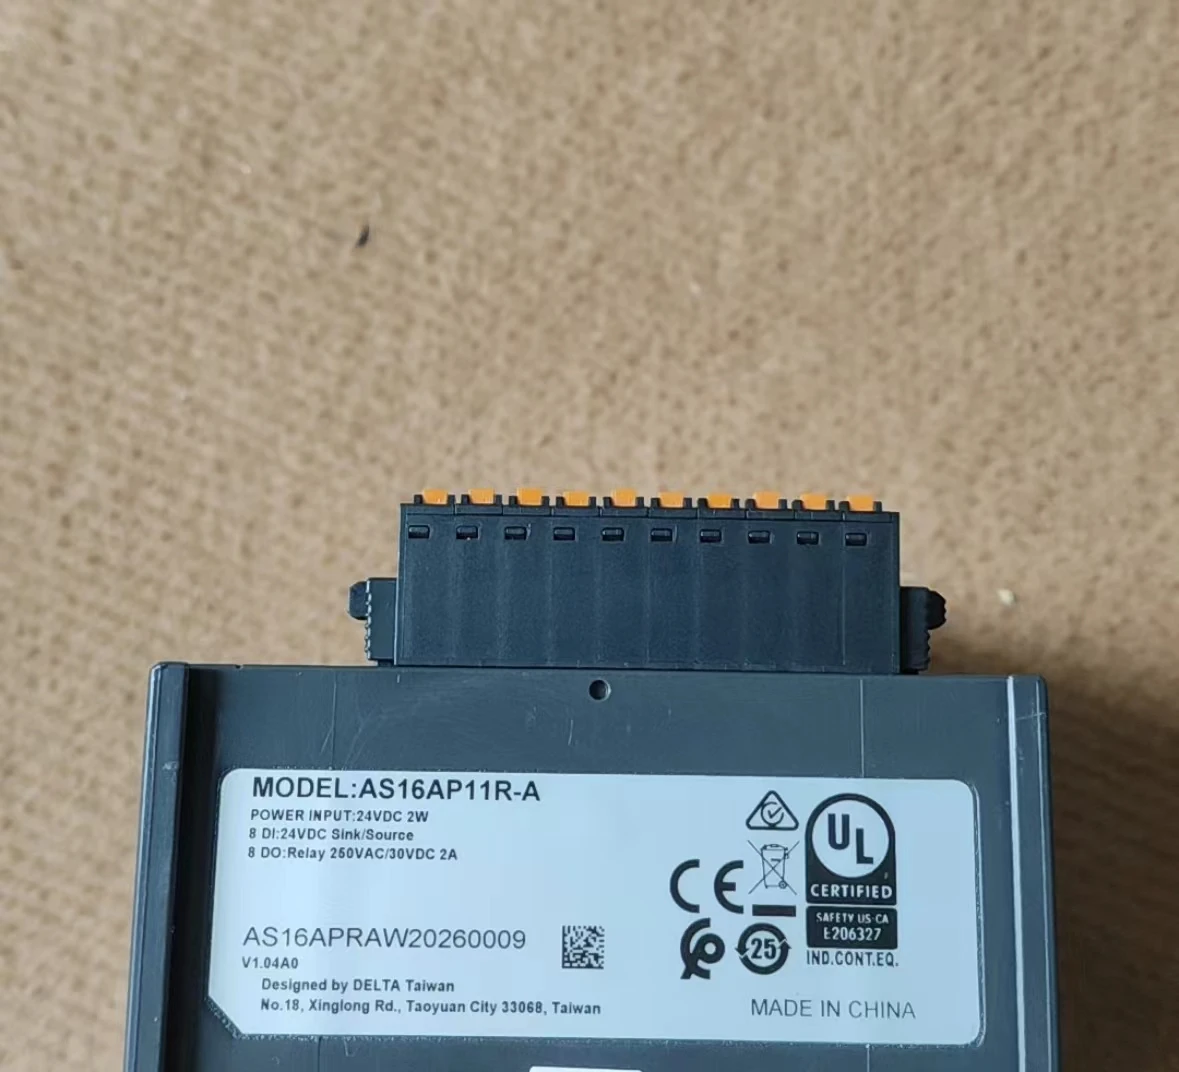 MODEL:AS16AP11R-A
POWER INPUT:24VDC 2W
8 DI:24VDC Sink/Source
8 DO:Relay 250VAC/30VDC 2A
AS16APRAW20260009
V1.04A0
Designed by DELTA Taiwan
No.18, Xinglong Rd., Taoyuan City 33068, Taiwan
CE
25
UL
CERTIFIED
SAFETY US-CA
E206327
IND.CONT.EQ.
MADE IN CHINA